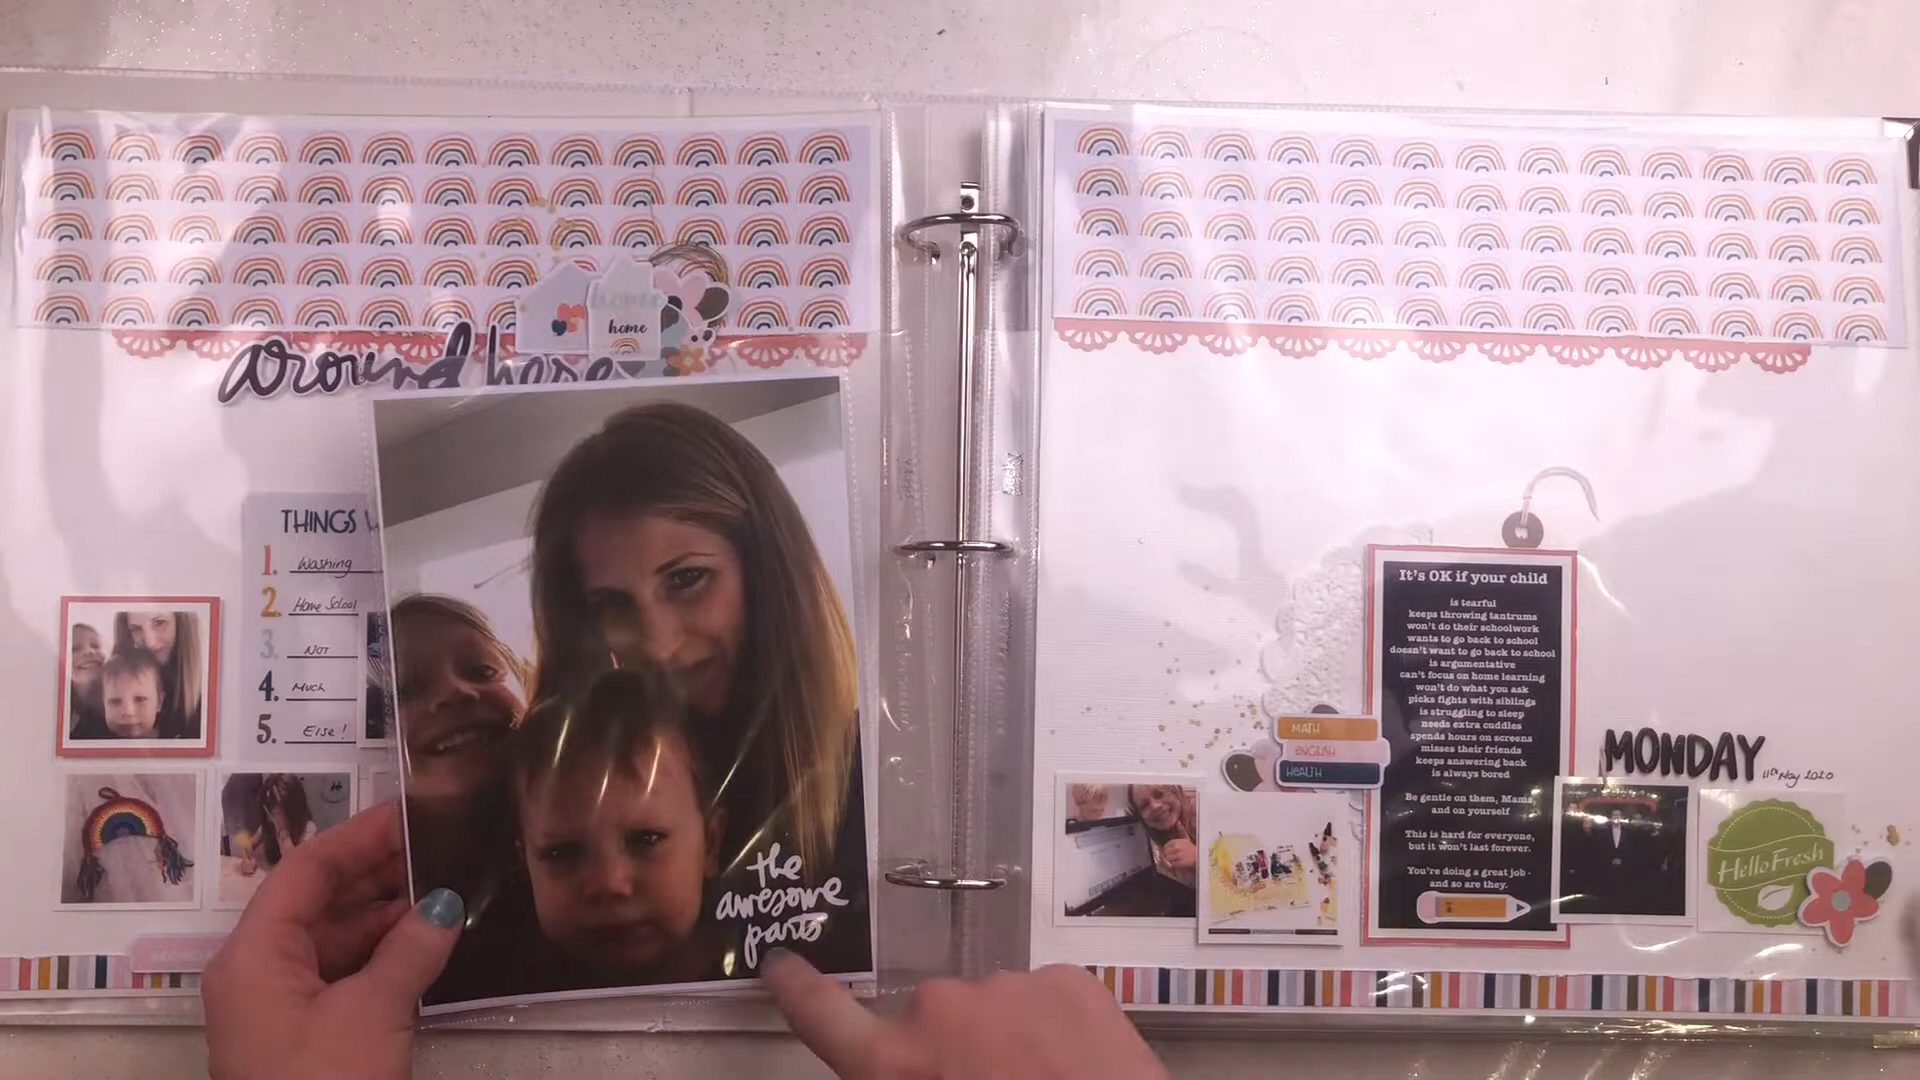 home
around here
THINGS
1. Washing
2. Home School
3. Not
4. Much
5. Else!
the
awesome
parts
becky
It's OK if your child
is tearful
keeps throwing tantrums
won't do their schoolwork
wants to go back to school
doesn't want to go back to school
is argumentative
can't focus on home learning
won't do what you ask
picks fights with siblings
is struggling to sleep
needs extra cuddles
spends hours on screens
misses their friends
keeps answering back
is always bored
Be gentle on them, Mama,
and on yourself
This is hard for everyone,
but it won't last forever.
You're doing a great job -
and so are they.
MATH
ENGLISH
HEALTH
MONDAY
11th May 2020
HelloFresh